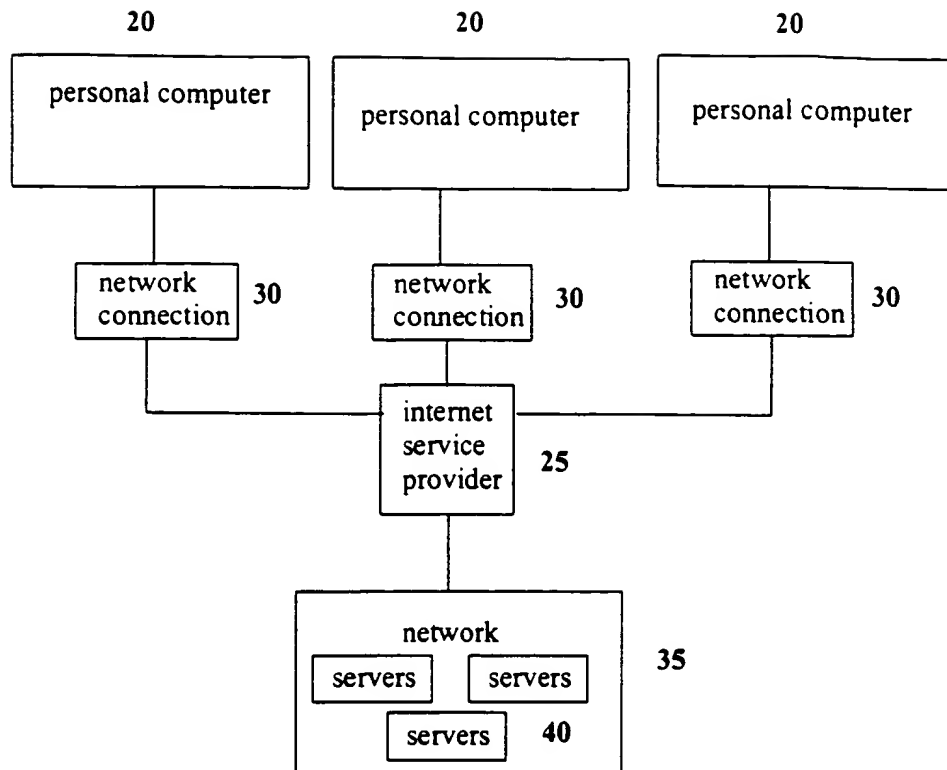 20 20 20
personal computer personal computer personal computer
network
connection
30
network
connection
30
network
connection
30
internet
service
provider
25
network
35
servers servers
servers
40